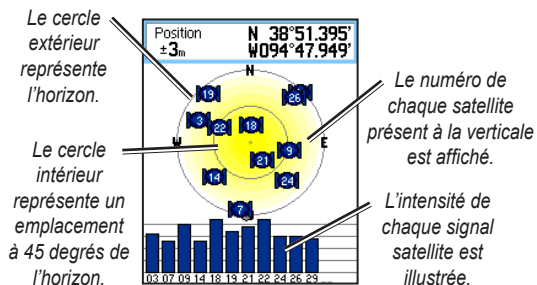 Le cercle
extérieur
représente
l'horizon.
Le cercle
intérieur
représente un
emplacement
à 45 degrés de
l'horizon.
Position
±3m
N 38°51.395'
W094°47.949'
N
W
E
19
26
3
22
18
9
21
14
24
7
03 07 09 14 18 19 21 22 24 26 29
Le numéro de
chaque satellite
présent à la verticale
est affiché.
L'intensité de
chaque signal
satellite est
illustrée.